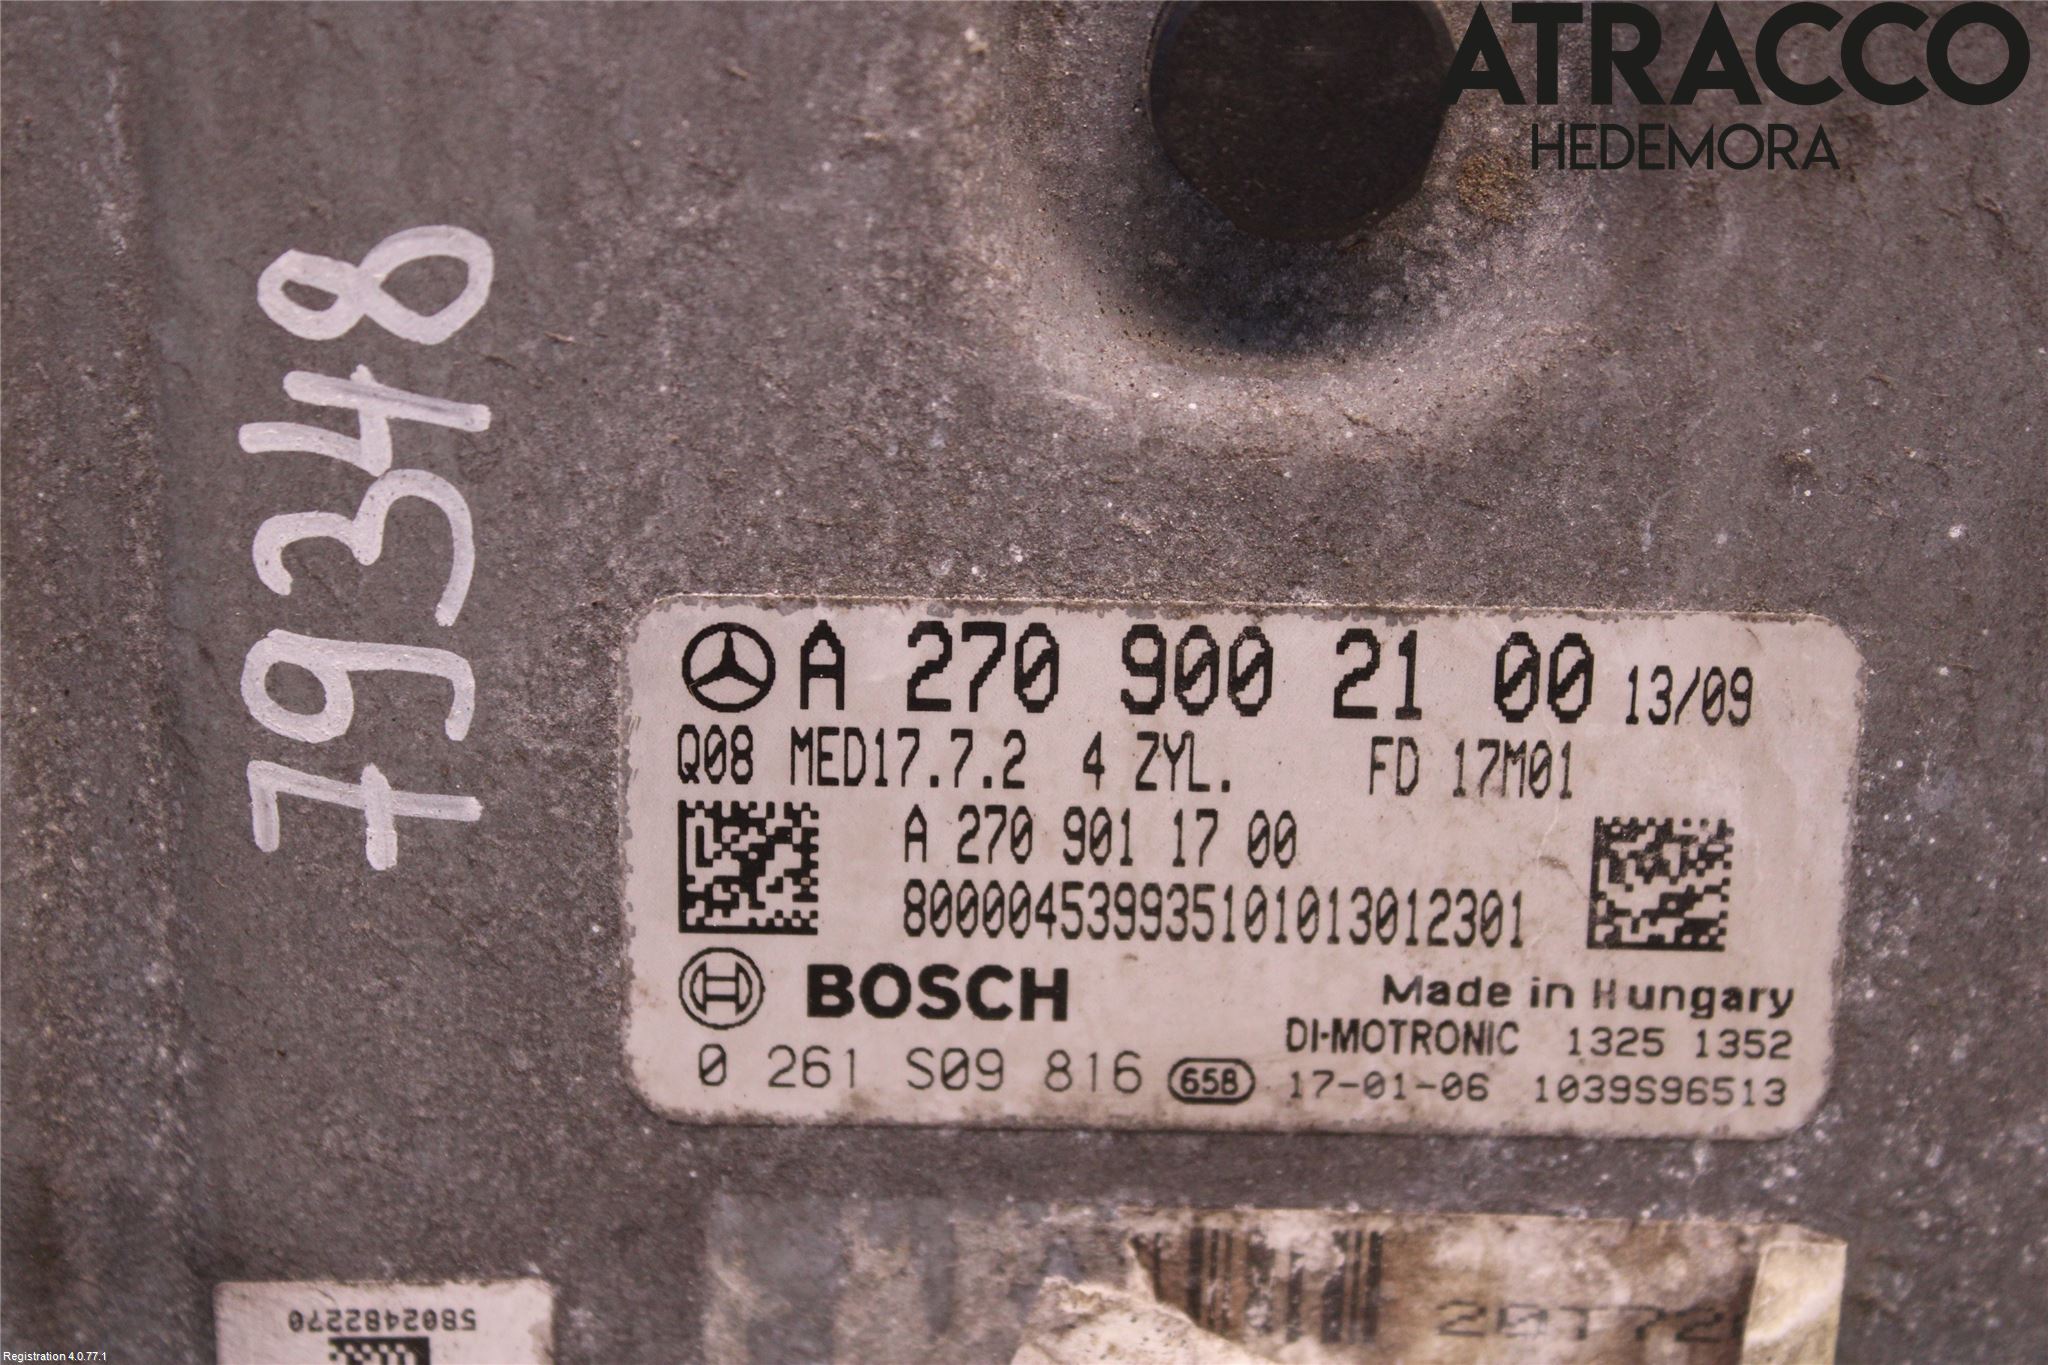 ATRACCO
HEDEMORA
79348
A 270 900 21 00 13/09
Q08 MED17.7.2 4 ZYL. FD 17M01
A 270 901 17 00
800004539935101013012301
BOSCH
Made in Hungary
DI-MOTRONIC 1325 1352
0 261 S09 816 658 17-01-06 1039S96513
5802482270
Registration 4.0.77.1